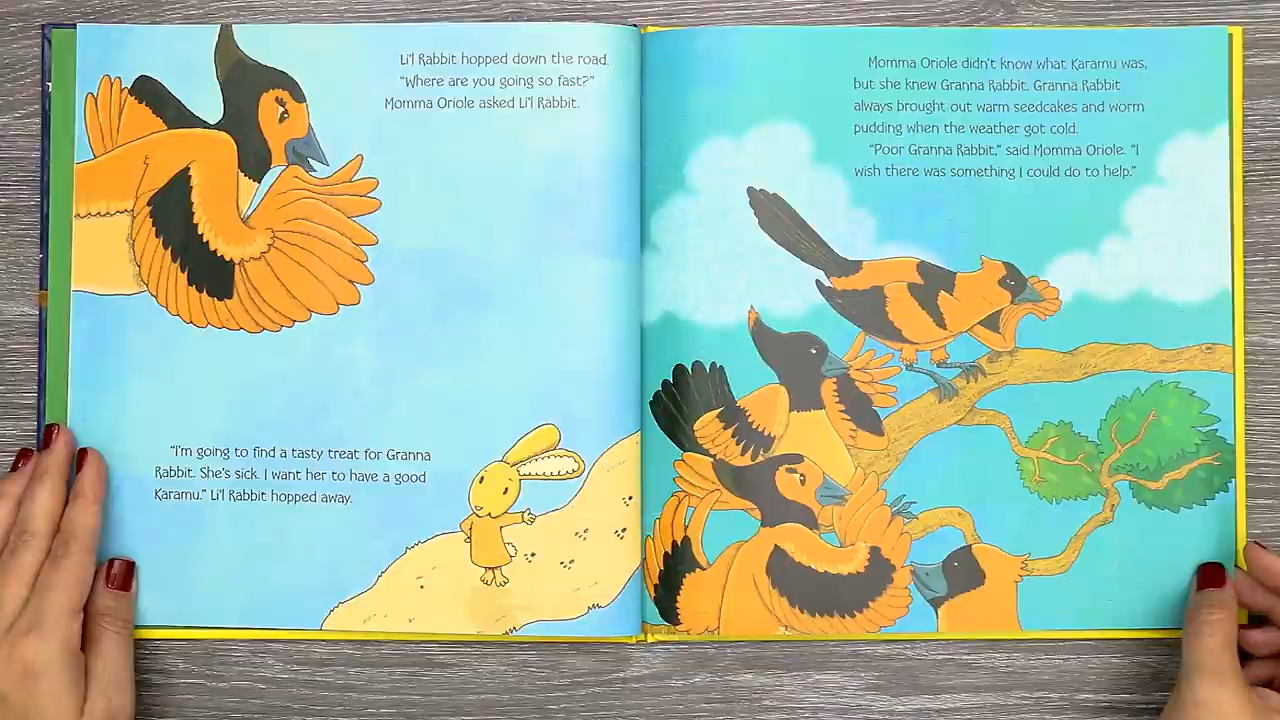 Li'l Rabbit hopped down the road.
"Where are you going so fast?"
Momma Oriole asked Li'l Rabbit.
"I'm going to find a tasty treat for Granna
Rabbit. She's sick. I want her to have a good
Karamu." Li'l Rabbit hopped away.
Momma Oriole didn't know what Karamu was,
but she knew Granna Rabbit. Granna Rabbit
always brought out warm seedcakes and worm
pudding when the weather got cold.
"Poor Granna Rabbit," said Momma Oriole. "I
wish there was something I could do to help."